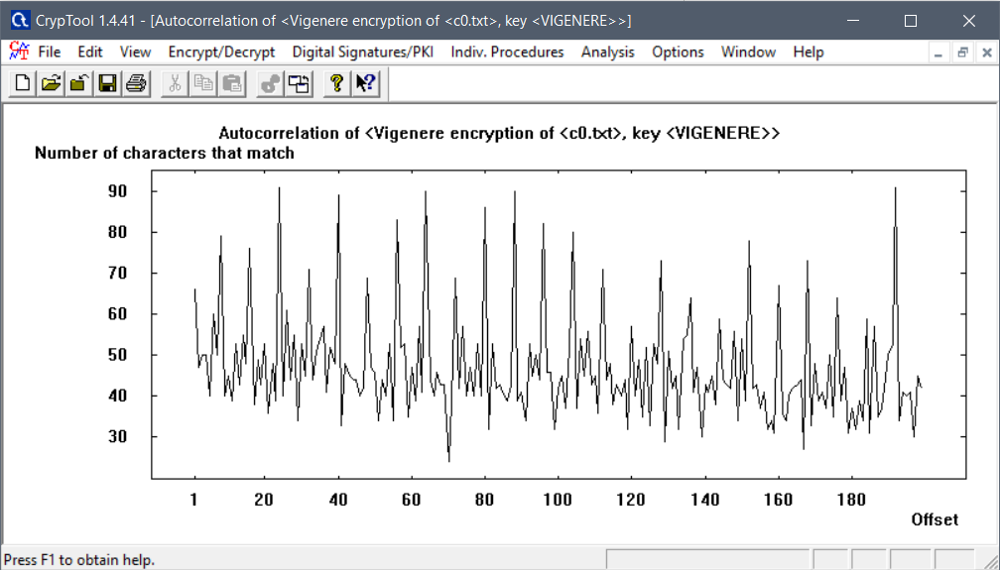 CrypTool 1.4.41 - [Autocorrelation of <Vigenere encryption of <c0.txt>, key <VIGENERE>>]
File Edit View Encrypt/Decrypt Digital Signatures/PKI Indiv. Procedures Analysis Options Window Help
Autocorrelation of <Vigenere encryption of <c0.txt>, key <VIGENERE>>
Number of characters that match
90
80
70
60
50
40
30
1 20 40 60 80 100 120 140 160 180
Offset
Press F1 to obtain help.